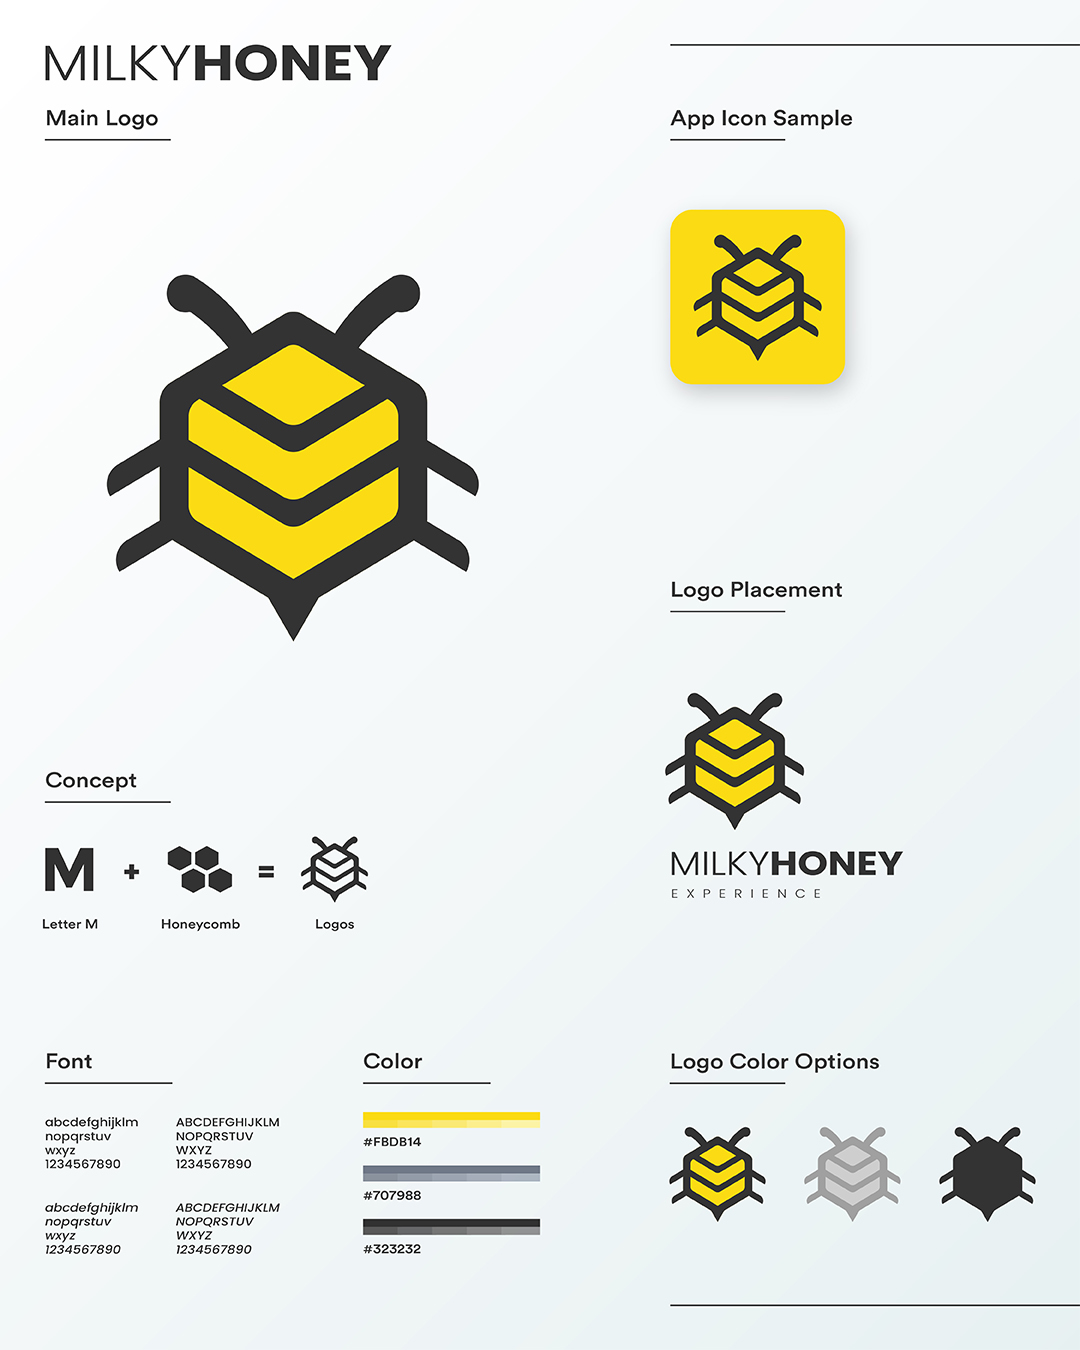 MILKYHONEY
Main Logo
App Icon Sample
Logo Placement
MILKYHONEY
EXPERIENCE
Concept
M + =
Letter M
Honeycomb
Logos
Font
abcdefghijklm
nopqrstuv
wxyz
1234567890
ABCDEFGHIJKLM
NOPQRSTUV
WXYZ
1234567890
abcdefghijklm
nopqrstuv
wxyz
1234567890
ABCDEFGHIJKLM
NOPQRSTUV
WXYZ
1234567890
Color
#FBDB14
#707988
#323232
Logo Color Options